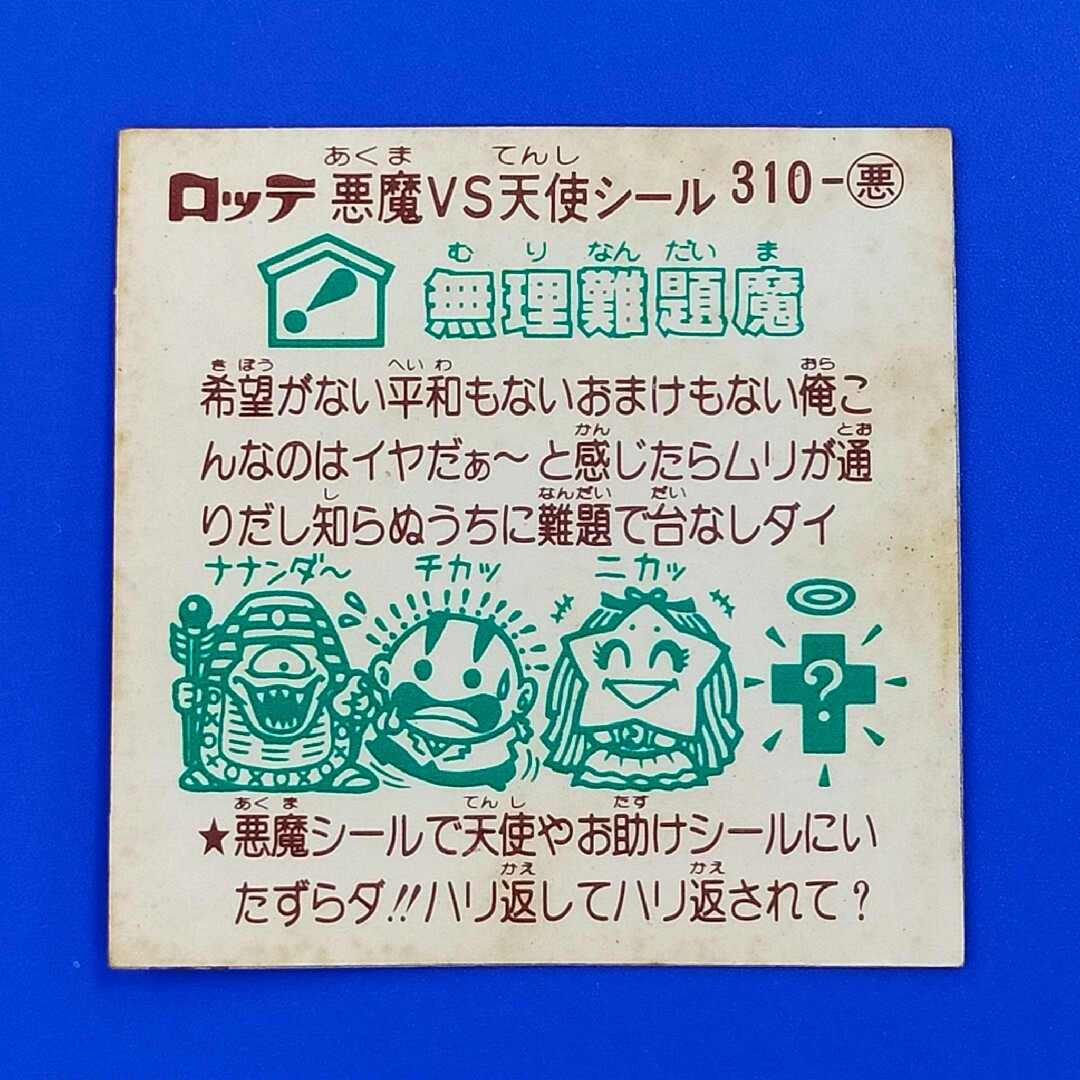 あくま てんし
ロッテ 悪魔VS天使シール 310-㊝
む り なん だい ま
! 無理難題魔
き ぼう へい わ おら
希望がない平和もないおまけもない俺こ
かん とお
んなのはイヤだぁ〜と感じたらムリが通
し なんだい だい
りだし知らぬうちに難題で台なしダイ
ナナンダ〜 チカッ ニカッ
?
あく ま てん し たす
★悪魔シールで天使やお助けシールにい
かえ かえ
たずらダ!!ハリ返してハリ返されて?